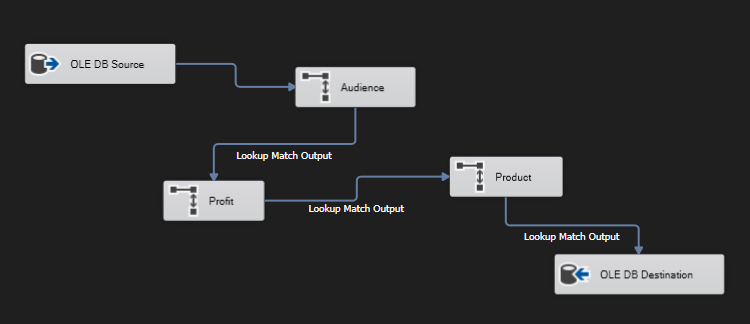 OLE DB Source
Audience
Lookup Match Output
Profit
Lookup Match Output
Product
Lookup Match Output
OLE DB Destination